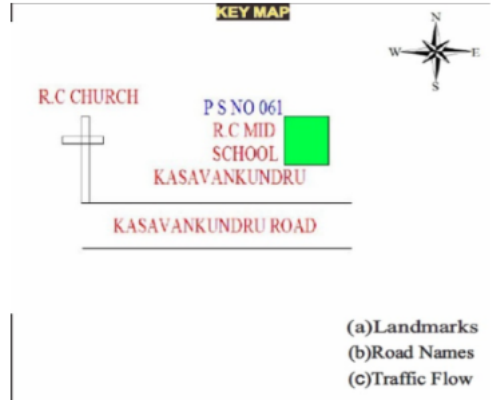 KEY MAP
N
W E
S
R.C CHURCH
P S NO 061
R.C MID
SCHOOL
KASAVANKUNDRU
KASAVANKUNDRU ROAD
(a)Landmarks
(b)Road Names
(c)Traffic Flow